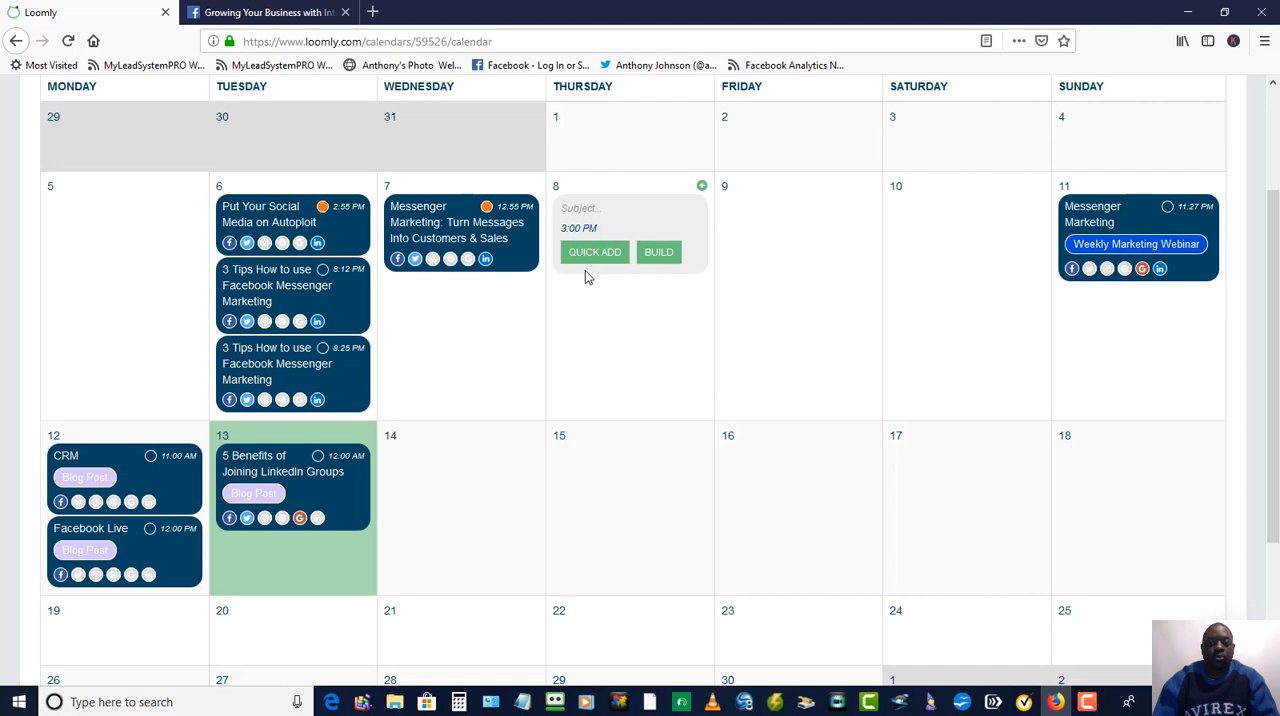 Loomly
Growing Your Business with Int
https://www.loomly.com/calendars/59526/calendar
Most Visited
MyLeadSystemPRO W...
MyLeadSystemPRO W...
Anthony's Photo Wel...
Facebook - Log In or S...
Anthony Johnson (@a...
Facebook Analytics N...
MONDAY TUESDAY WEDNESDAY THURSDAY FRIDAY SATURDAY SUNDAY
29 30 31 1 2 3 4
5 6 7 8 9 10 11
Put Your Social 2:55 PM
Media on Autoploit
3 Tips How to use 8:12 PM
Facebook Messenger
Marketing
3 Tips How to use 8:25 PM
Facebook Messenger
Marketing
Messenger 12:55 PM
Marketing: Turn Messages
Into Customers & Sales
Subject...
3:00 PM
QUICK ADD BUILD
Messenger 11:27 PM
Marketing
Weekly Marketing Webinar
12 13 14 15 16 17 18
CRM 11:00 AM
Blog Post
Facebook Live 12:00 PM
Blog Post
5 Benefits of 12:00 AM
Joining LinkedIn Groups
Blog Post
19 20 21 22 23 24 25
26 27 28 29 30 1 2
Type here to search
AVIREX